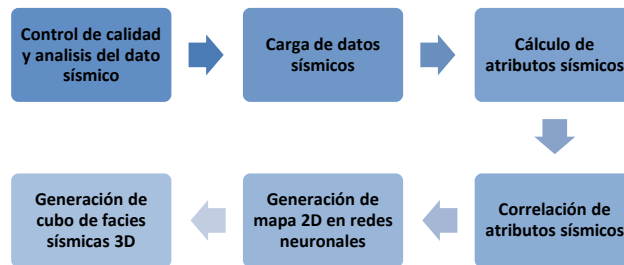 Control de calidad
y analisis del dato
sísmico
Carga de datos
sísmicos
Cálculo de
atributos sísmicos
Correlación de
atributos sísmicos
Generación de
mapa 2D en redes
neuronales
Generación de
cubo de facies
sísmicas 3D